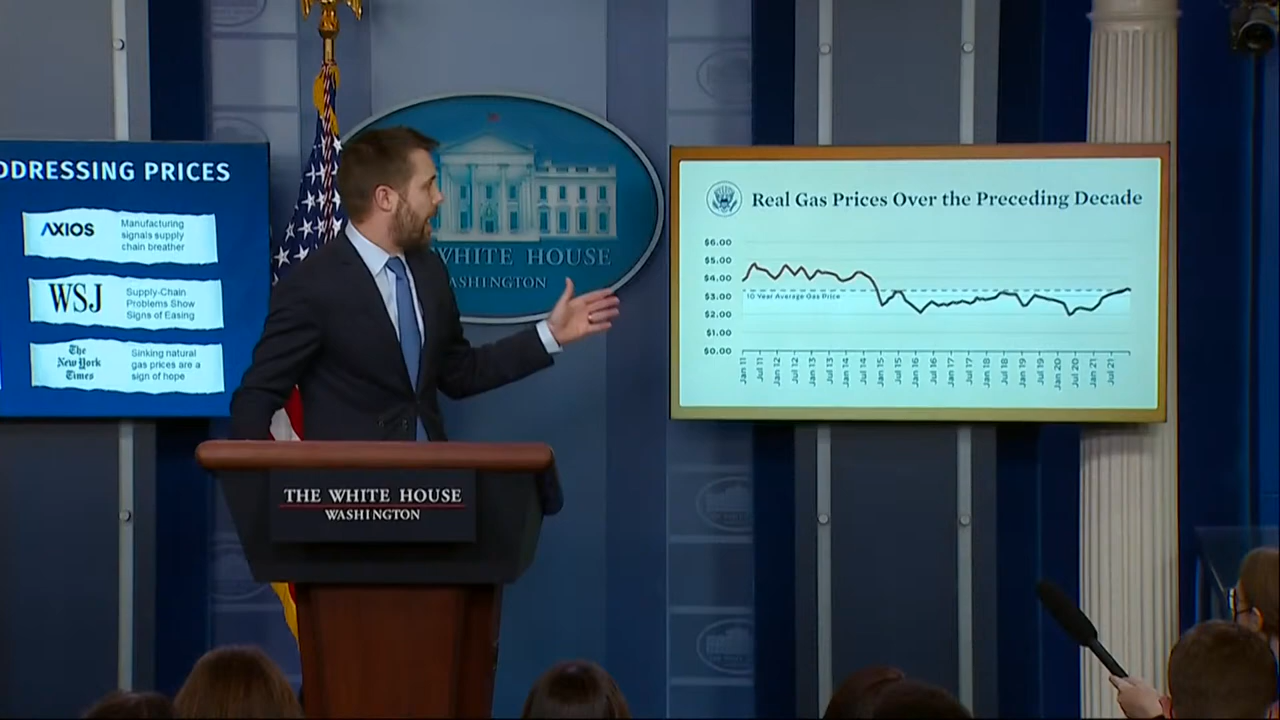 DDRESSING PRICES
AXIOS
Manufacturing
signals supply
chain breather
WSJ
Supply-Chain
Problems Show
Signs of Easing
The
New York
Times
Sinking natural
gas prices are a
sign of hope
WHITE HOUSE
WASHINGTON
THE WHITE HOUSE
WASHINGTON
Real Gas Prices Over the Preceding Decade
$6.00
$5.00
$4.00
$3.00
$2.00
$1.00
$0.00
10 Year Average Gas Price
Jan 11
Jul 11
Jan 12
Jul 12
Jan 13
Jul 13
Jan 14
Jul 14
Jan 15
Jul 15
Jan 16
Jul 16
Jan 17
Jul 17
Jan 18
Jul 18
Jan 19
Jul 19
Jan 20
Jul 20
Jan 21
Jul 21